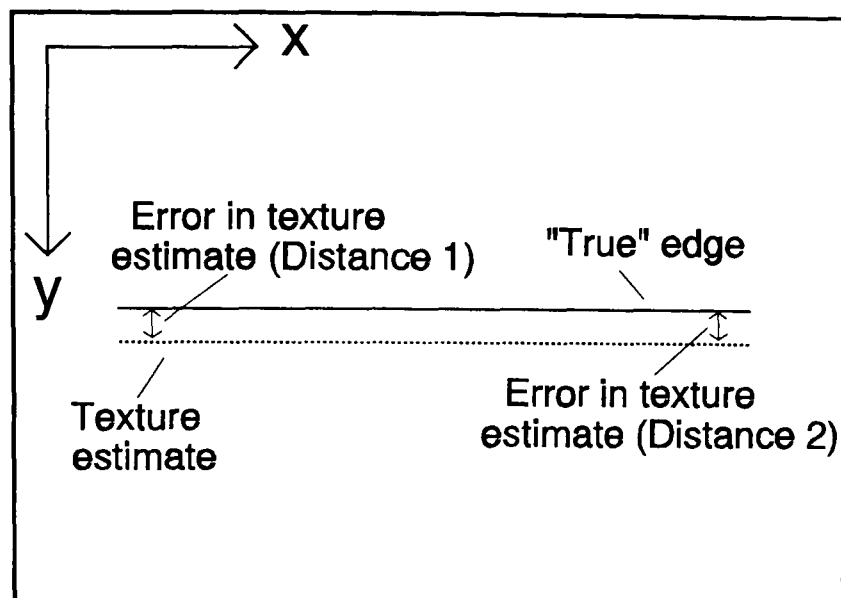 x
y
Error in texture
estimate (Distance 1)
"True" edge
Texture
estimate
Error in texture
estimate (Distance 2)